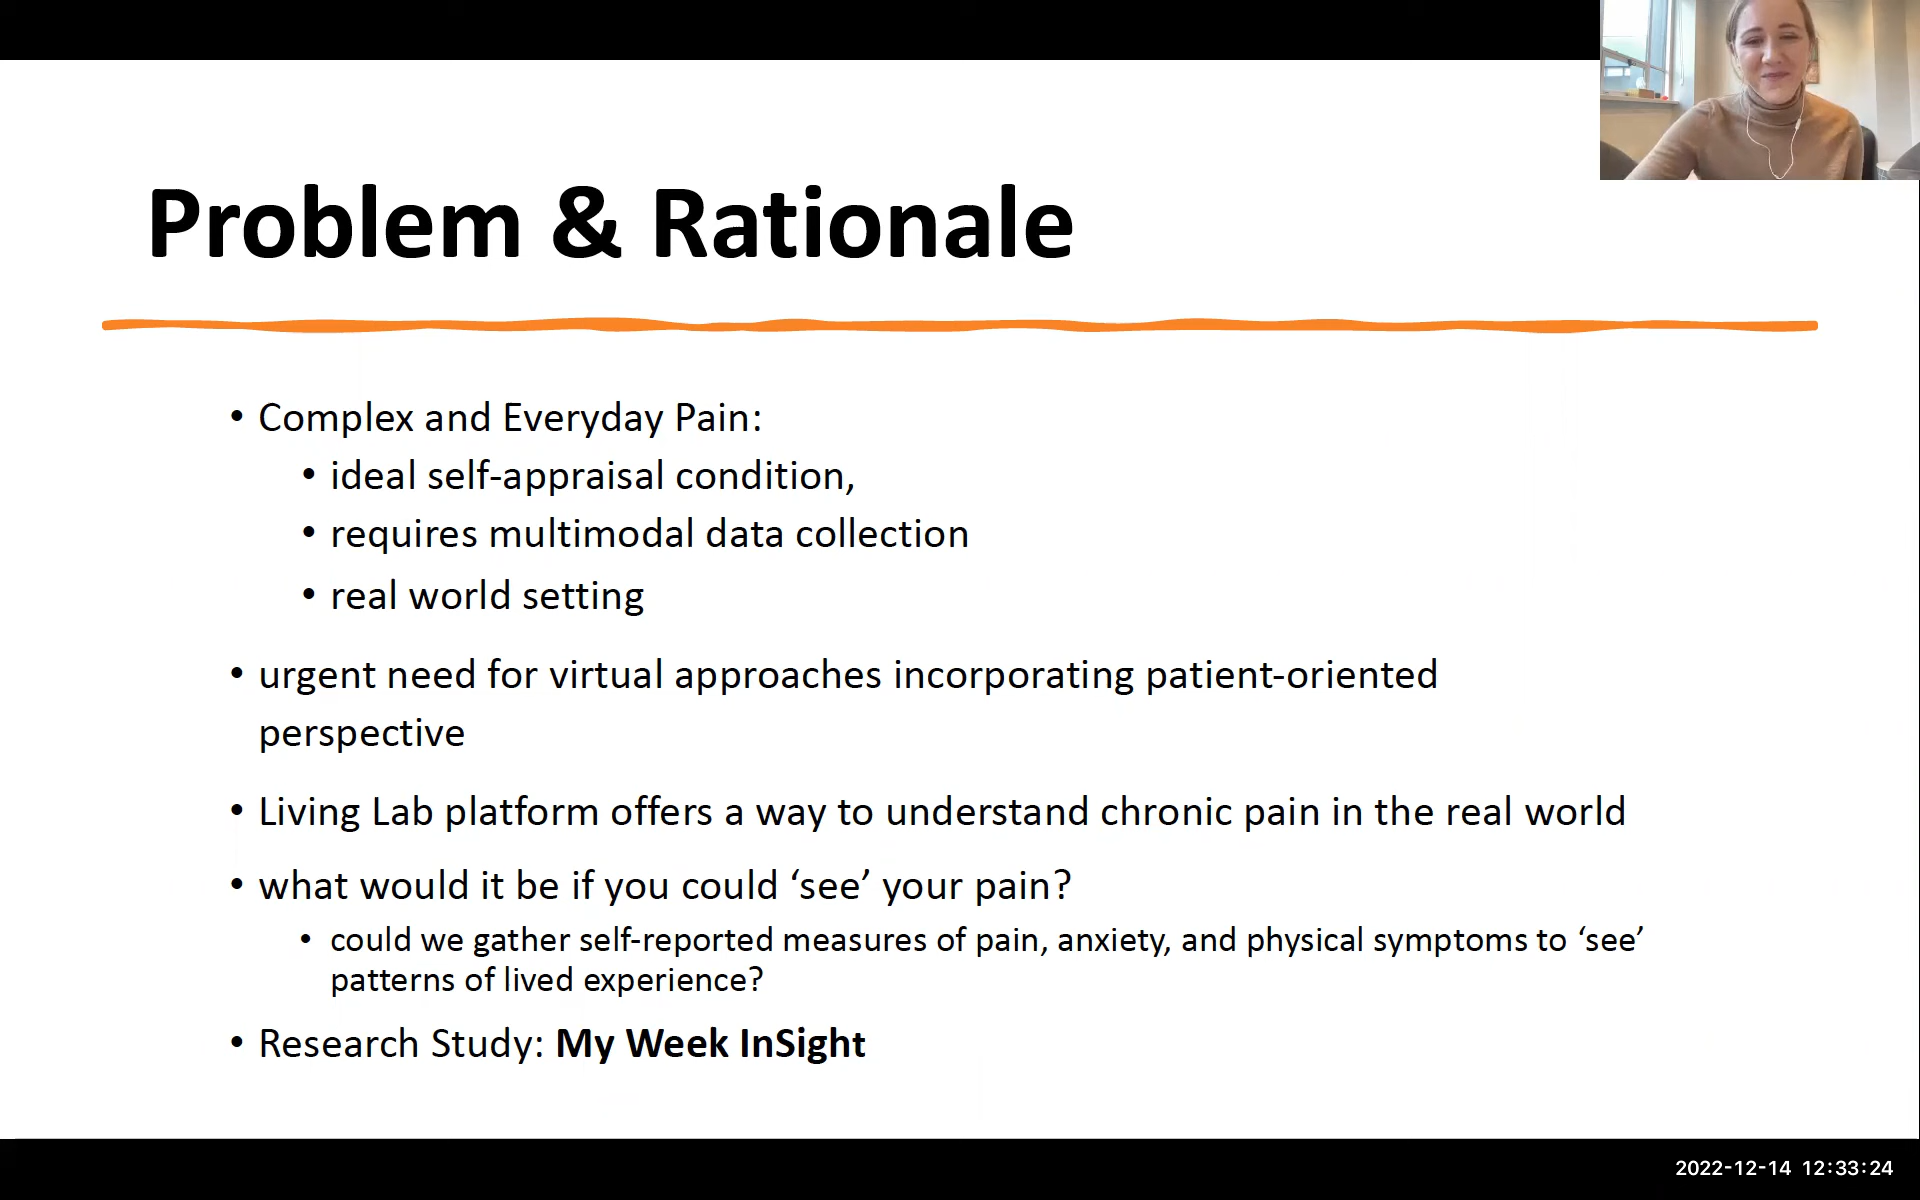 Problem & Rationale
• Complex and Everyday Pain:
• ideal self-appraisal condition,
• requires multimodal data collection
• real world setting
• urgent need for virtual approaches incorporating patient-oriented
perspective
• Living Lab platform offers a way to understand chronic pain in the real world
• what would it be if you could ‘see’ your pain?
• could we gather self-reported measures of pain, anxiety, and physical symptoms to ‘see’
patterns of lived experience?
• Research Study: My Week InSight
2022-12-14 12:33:24